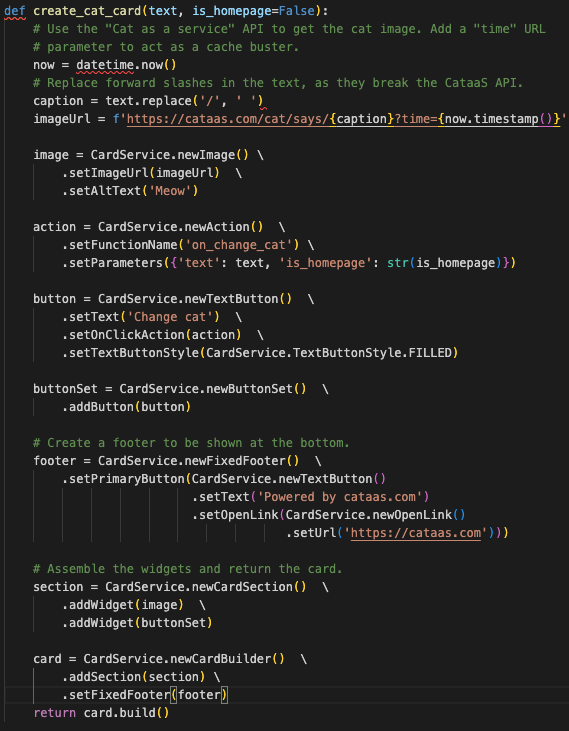 def create_cat_card(text, is_homepage=False):
    # Use the "Cat as a service" API to get the cat image. Add a "time" URL
    # parameter to act as a cache buster.
    now = datetime.now()
    # Replace forward slashes in the text, as they break the CataaS API.
    caption = text.replace('/', ' ')
    imageUrl = f'https://cataas.com/cat/says/{caption}?time={now.timestamp()}'

    image = CardService.newImage() \
        .setImageUrl(imageUrl)  \
        .setAltText('Meow')

    action = CardService.newAction()  \
        .setFunctionName('on_change_cat') \
        .setParameters({'text': text, 'is_homepage': str(is_homepage)})

    button = CardService.newTextButton()  \
        .setText('Change cat')  \
        .setOnClickAction(action)  \
        .setTextButtonStyle(CardService.TextButtonStyle.FILLED)

    buttonSet = CardService.newButtonSet()  \
        .addButton(button)

    # Create a footer to be shown at the bottom.
    footer = CardService.newFixedFooter()  \
        .setPrimaryButton(CardService.newTextButton()
                          .setText('Powered by cataas.com')
                          .setOpenLink(CardService.newOpenLink()
                                       .setUrl('https://cataas.com')))

    # Assemble the widgets and return the card.
    section = CardService.newCardSection()  \
        .addWidget(image)  \
        .addWidget(buttonSet)

    card = CardService.newCardBuilder()  \
        .addSection(section) \
        .setFixedFooter(footer)
    return card.build()